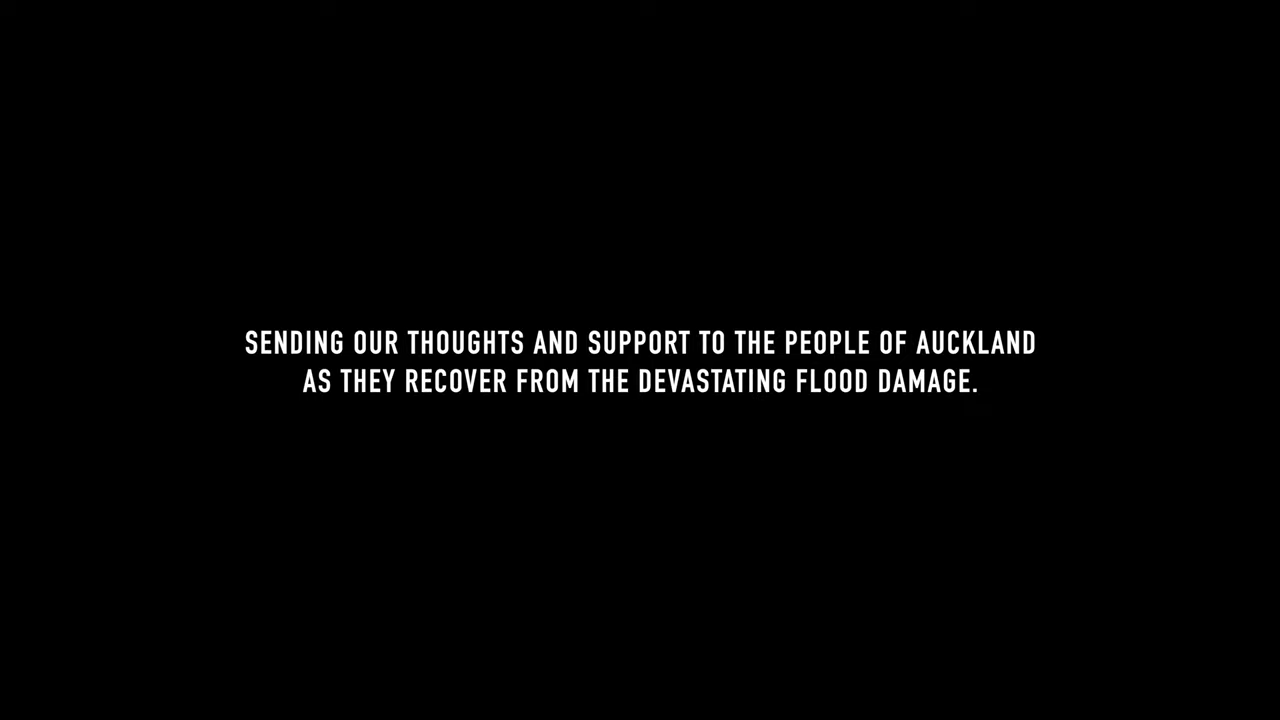 SENDING OUR THOUGHTS AND SUPPORT TO THE PEOPLE OF AUCKLAND
AS THEY RECOVER FROM THE DEVASTATING FLOOD DAMAGE.